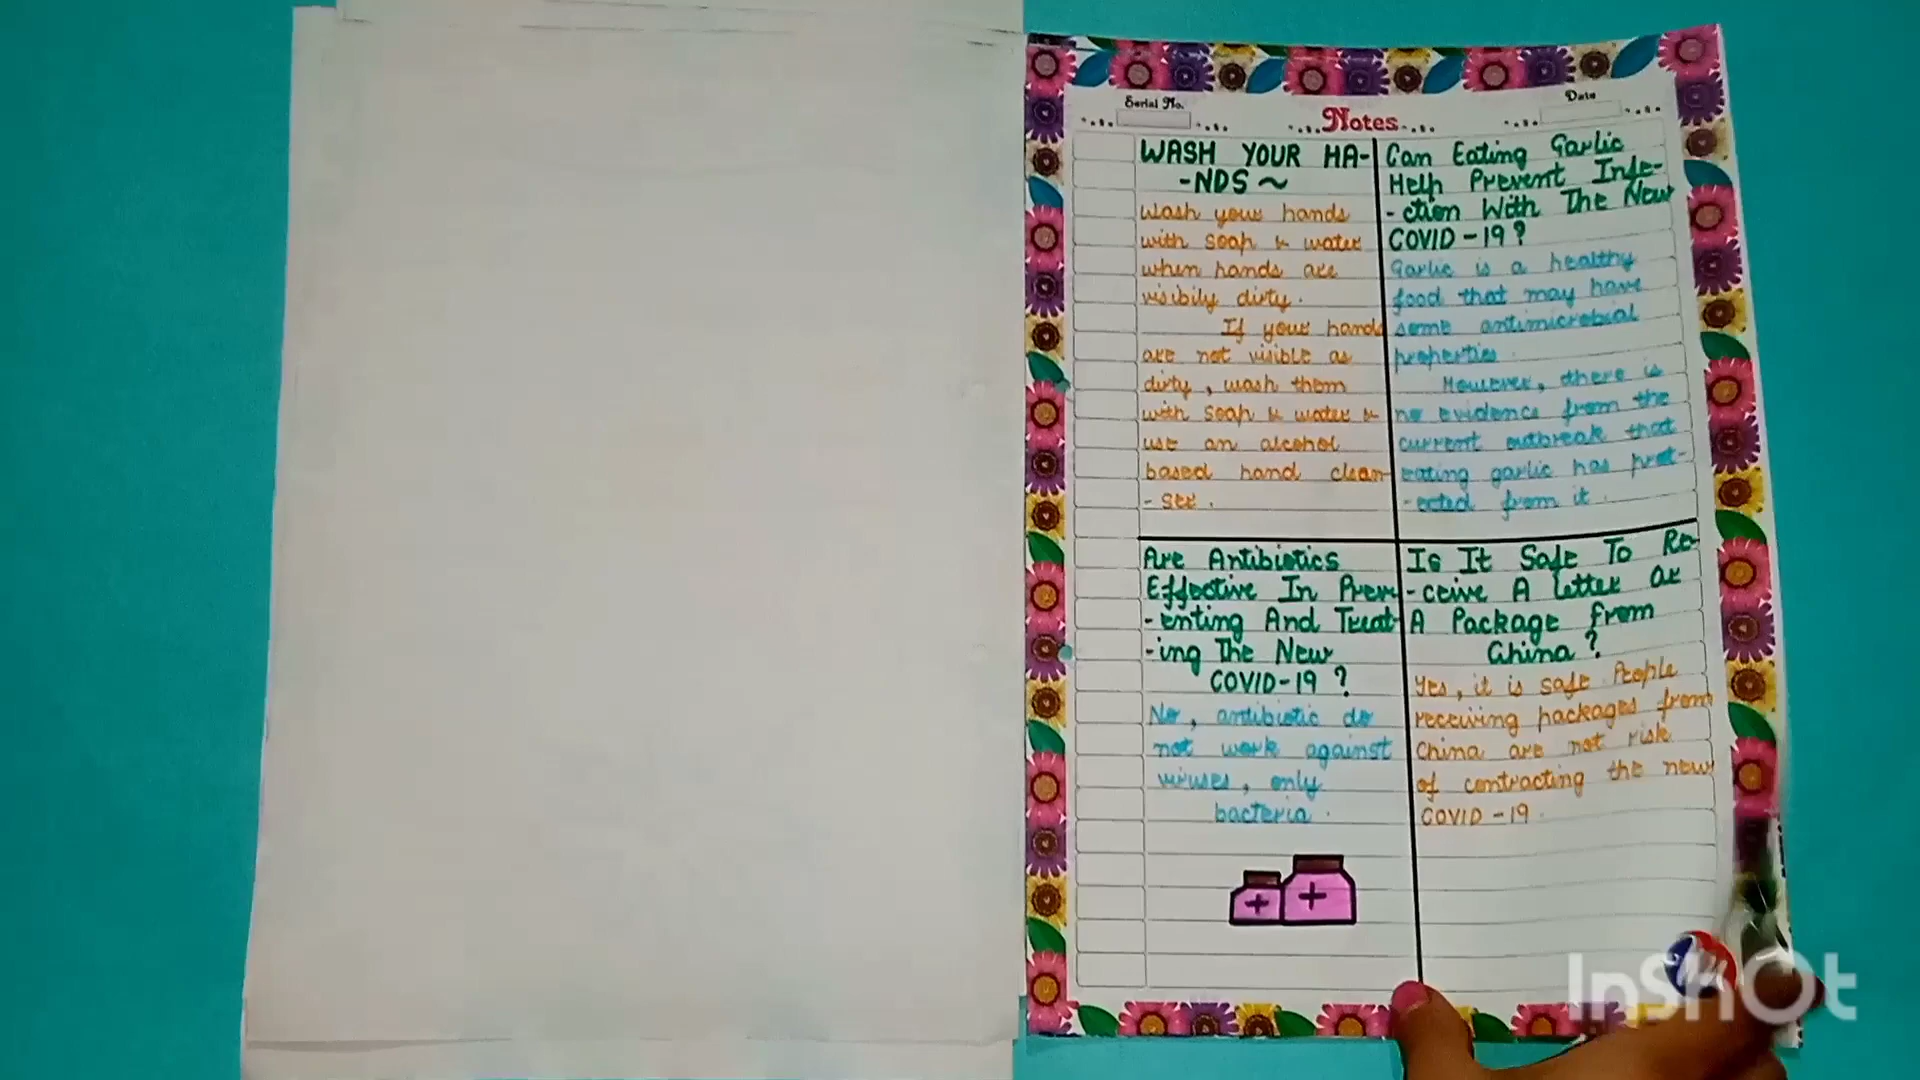 Serial No.
Date
Notes
WASH YOUR HA-
-NDS ~
Wash your hands
with soap & water
when hands are
visibily dirty.
If your hands
are not visible as
dirty, wash them
with soap & water &
use an alcohol
based hand clean-
-ser.
Can Eating Garlic
Help Prevent Infe-
-ction With The New
COVID-19?
Garlic is a healthy
food that may have
some antimicrobial
properties.
However, there is
no evidence from the
current outbreak that
eating garlic has prot-
-ected from it.
Are Antibiotics
Effective In Prev-
-enting And Treat-
-ing The New
COVID-19?
No, antibiotic do
not work against
viruses, only
bacteria.
Is It Safe To Re-
-ceive A Letter Or
A Package From
China?
Yes, it is safe. People
receiving packages from
China are not risk
of contracting the new
COVID-19.
InShOt